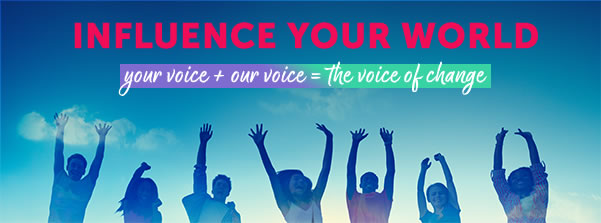 INFLUENCE YOUR WORLD
your voice + our voice = the voice of change